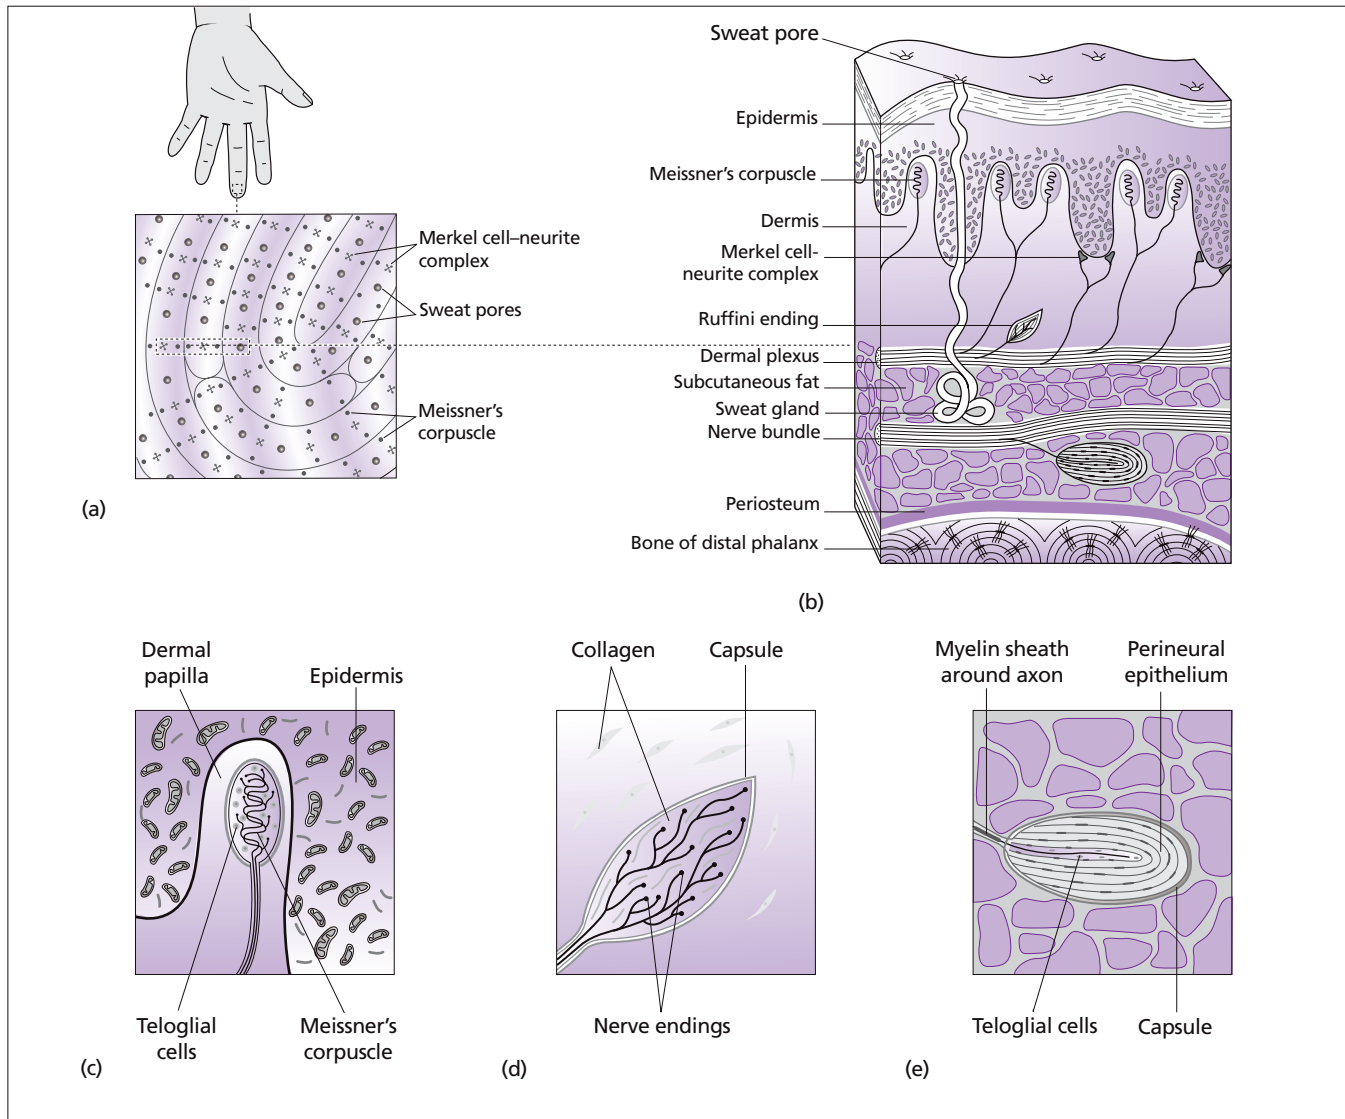 Merkel cell–neurite
complex
Sweat pores
Meissner's
corpuscle
(a)
Sweat pore
Epidermis
Meissner's corpuscle
Dermis
Merkel cell-
neurite complex
Ruffini ending
Dermal plexus
Subcutaneous fat
Sweat gland
Nerve bundle
Periosteum
Bone of distal phalanx
(b)
Dermal
papilla
Epidermis
Teloglial
cells
Meissner's
corpuscle
(c)
Collagen
Capsule
Nerve endings
(d)
Myelin sheath
around axon
Perineural
epithelium
Teloglial cells
Capsule
(e)